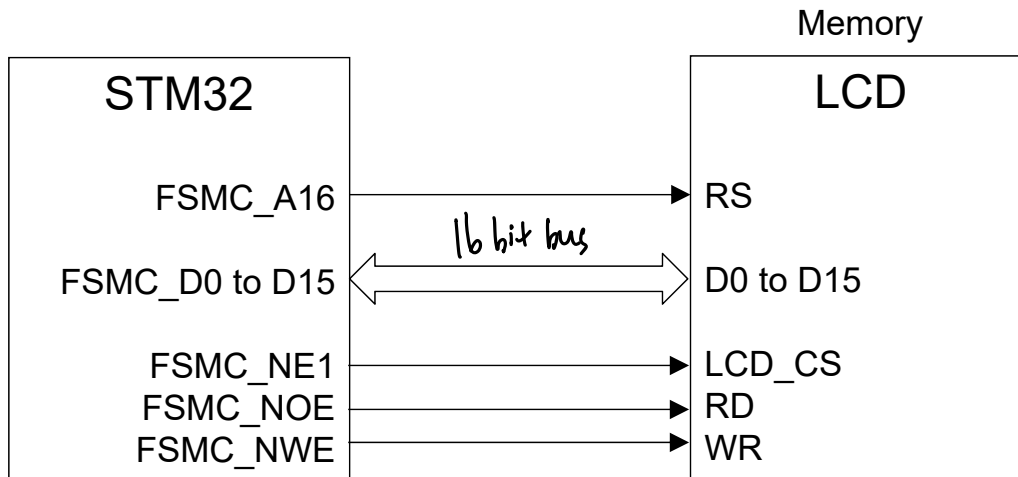 Memory
STM32
LCD
FSMC_A16
RS
16 bit bus
FSMC_D0 to D15
D0 to D15
FSMC_NE1
LCD_CS
FSMC_NOE
RD
FSMC_NWE
WR